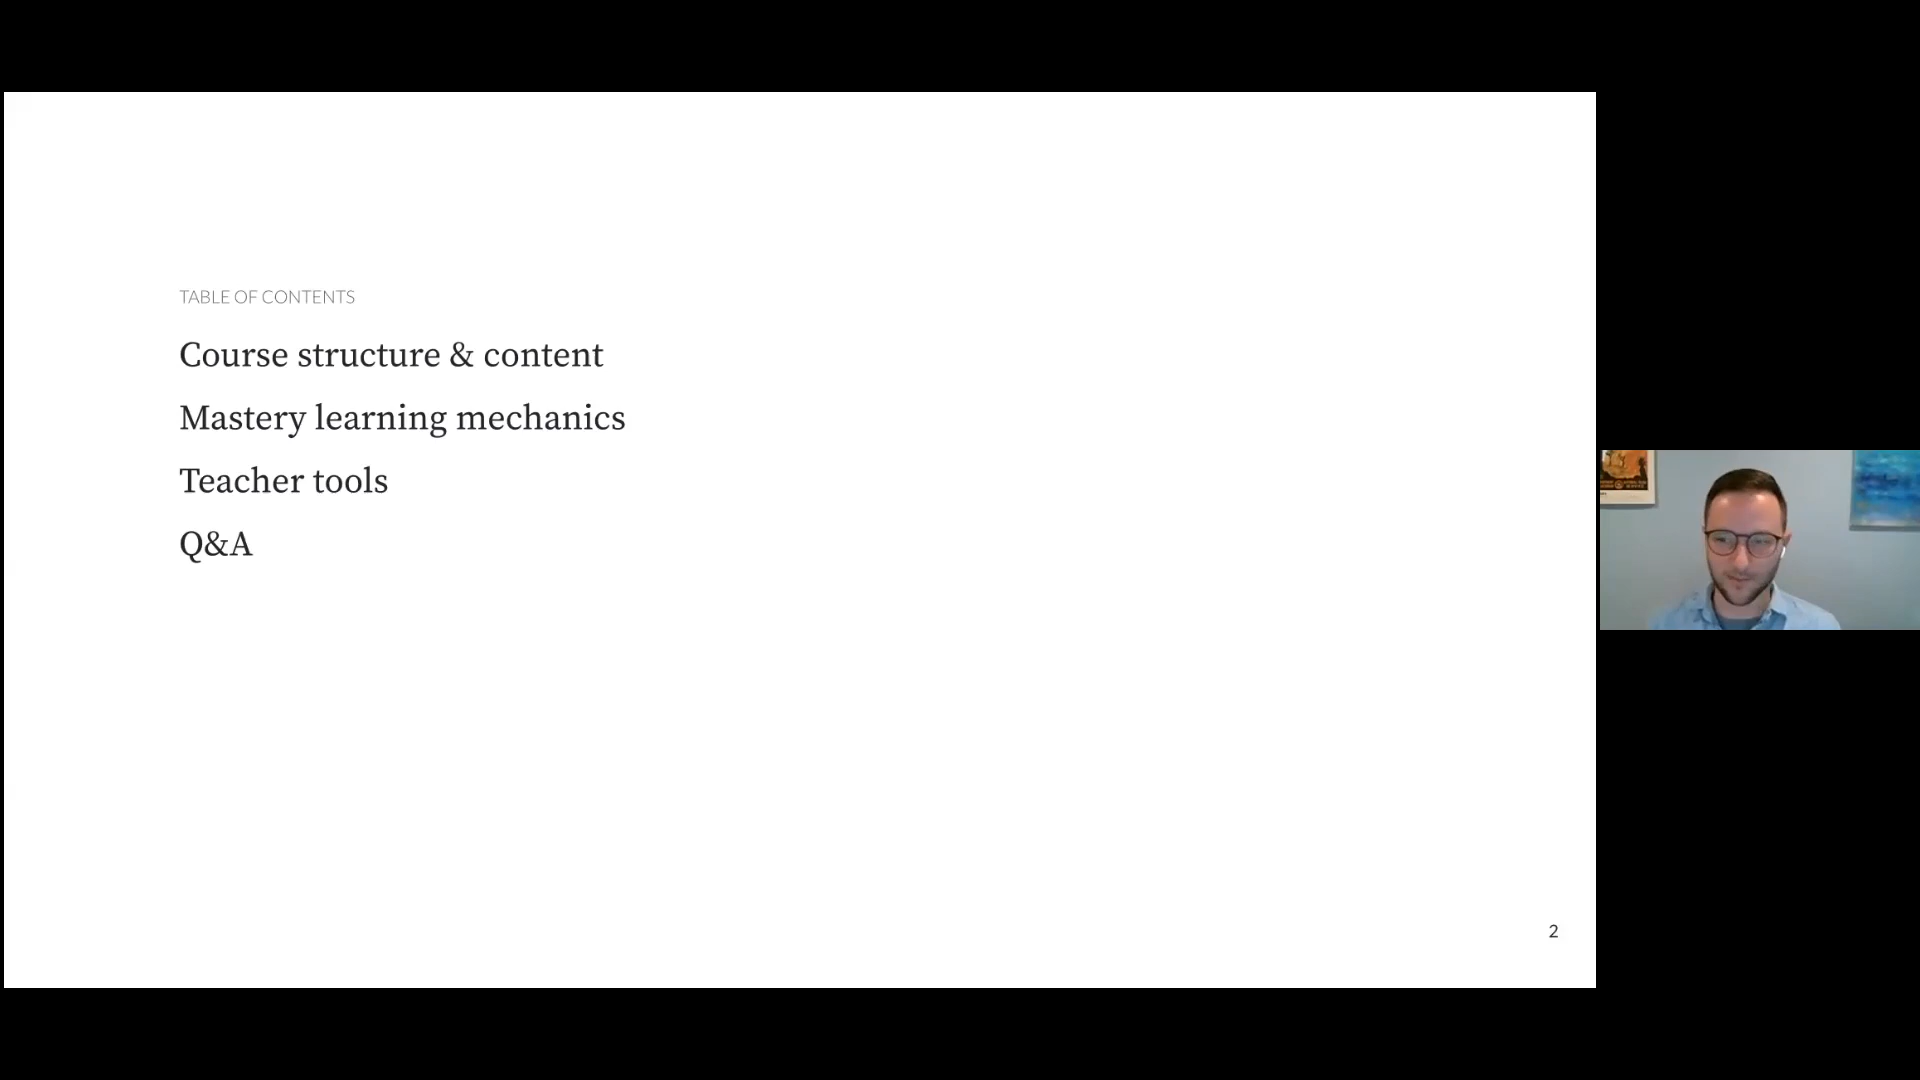 TABLE OF CONTENTS
Course structure & content
Mastery learning mechanics
Teacher tools
Q&A
2